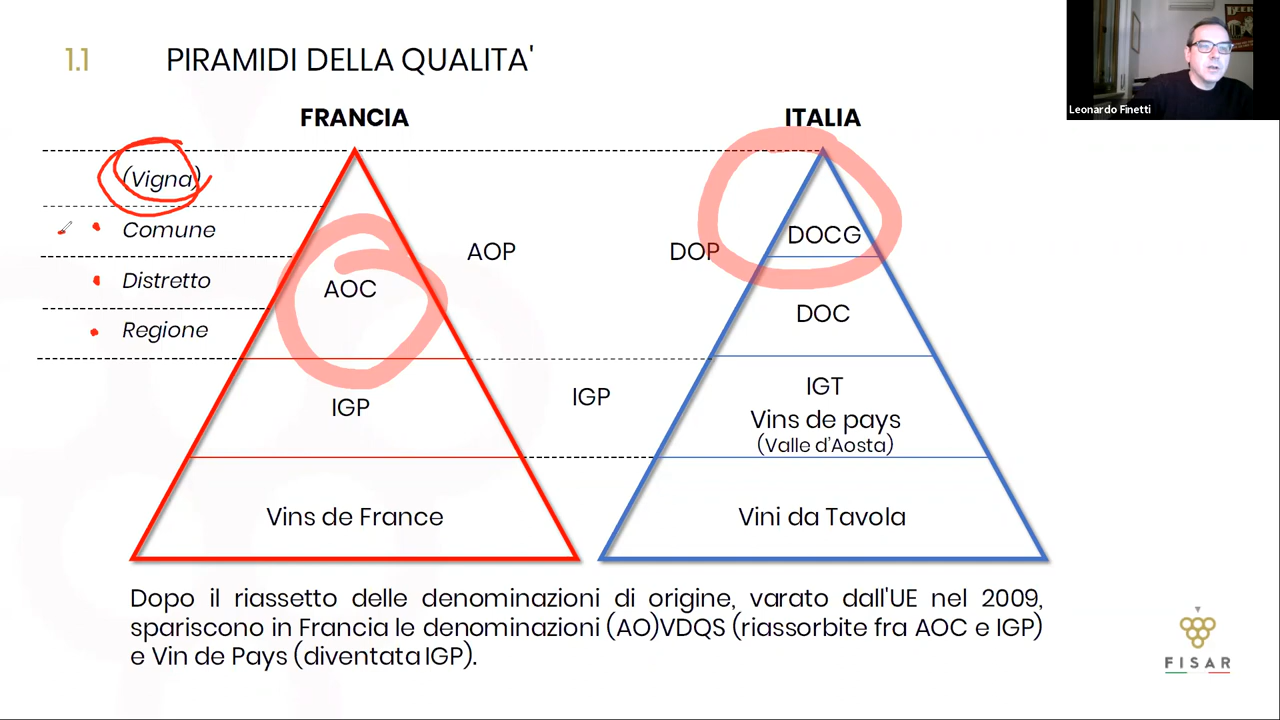 1.1 PIRAMIDI DELLA QUALITA'
Leonardo Finetti
FRANCIA ITALIA
(Vigna)
Comune
Distretto
Regione
AOP DOP
DOCG
AOC
DOC
IGP
IGP
IGT
Vins de pays
(Valle d'Aosta)
Vins de France
Vini da Tavola
Dopo il riassetto delle denominazioni di origine, varato dall'UE nel 2009,
spariscono in Francia le denominazioni (AO)VDQS (riassorbite fra AOC e IGP)
e Vin de Pays (diventata IGP).
FISAR